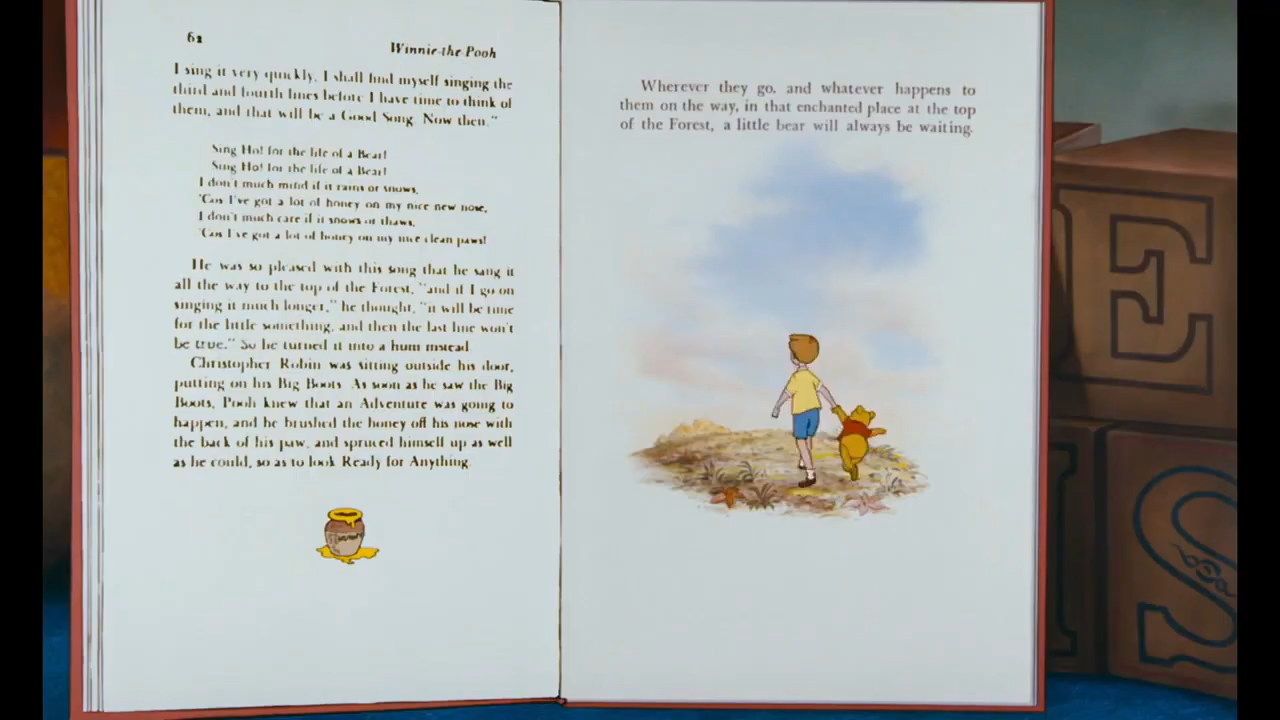 62
Winnie-the-Pooh
I sing it very quickly, I shall find myself singing the
third and fourth lines before I have time to think of
them, and that will be a Good Song. Now then."
Sing Ho! for the life of a Bear!
Sing Ho! for the life of a Bear!
I don't much mind if it rains or snows,
'Cos I've got a lot of honey on my nice new nose,
I don't much care if it snows or thaws,
'Cos I've got a lot of honey on my nice clean paws!
He was so pleased with this song that he sang it
all the way to the top of the Forest, "and if I go on
singing it much longer," he thought, "it will be time
for the little something, and then the last line won't
be true." So he turned it into a hum instead.
Christopher Robin was sitting outside his door,
putting on his Big Boots. As soon as he saw the Big
Boots, Pooh knew that an Adventure was going to
happen, and he brushed the honey off his nose with
the back of his paw, and spruced himself up as well
as he could, so as to look Ready for Anything.
Wherever they go, and whatever happens to
them on the way, in that enchanted place at the top
of the Forest, a little bear will always be waiting.
E
S